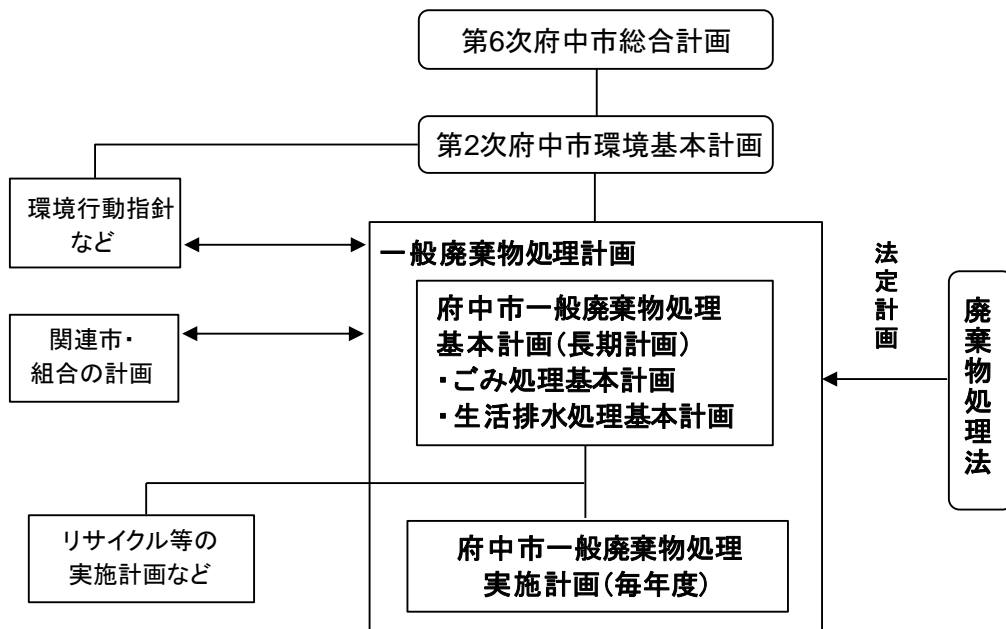 第6次府中市総合計画
第2次府中市環境基本計画
環境行動指針
など
一般廃棄物処理計画
府中市一般廃棄物処理
基本計画(長期計画)
・ごみ処理基本計画
・生活排水処理基本計画
関連市・
組合の計画
法定計画
廃棄物処理法
リサイクル等の
実施計画など
府中市一般廃棄物処理
実施計画(毎年度)